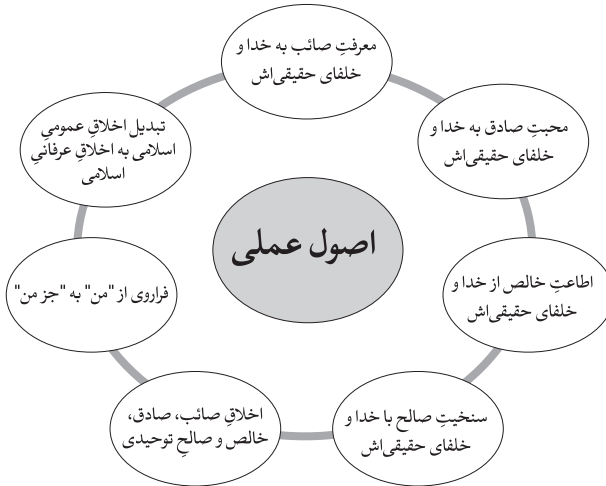 معرفتِ صائب به خدا و
خلفای حقیقی‌اش
محبتِ صادق به خدا و
خلفای حقیقی‌اش
اطاعتِ خالص از خدا و
خلفای حقیقی‌اش
سنخیتِ صالح با خدا و
خلفای حقیقی‌اش
اخلاقِ صائب، صادق،
خالص و صالحِ توحیدی
فراروی از "من" به "جز من"
تبدیل اخلاقِ عمومیِ
اسلامی به اخلاقِ عرفانیِ
اسلامی
اصول عملی